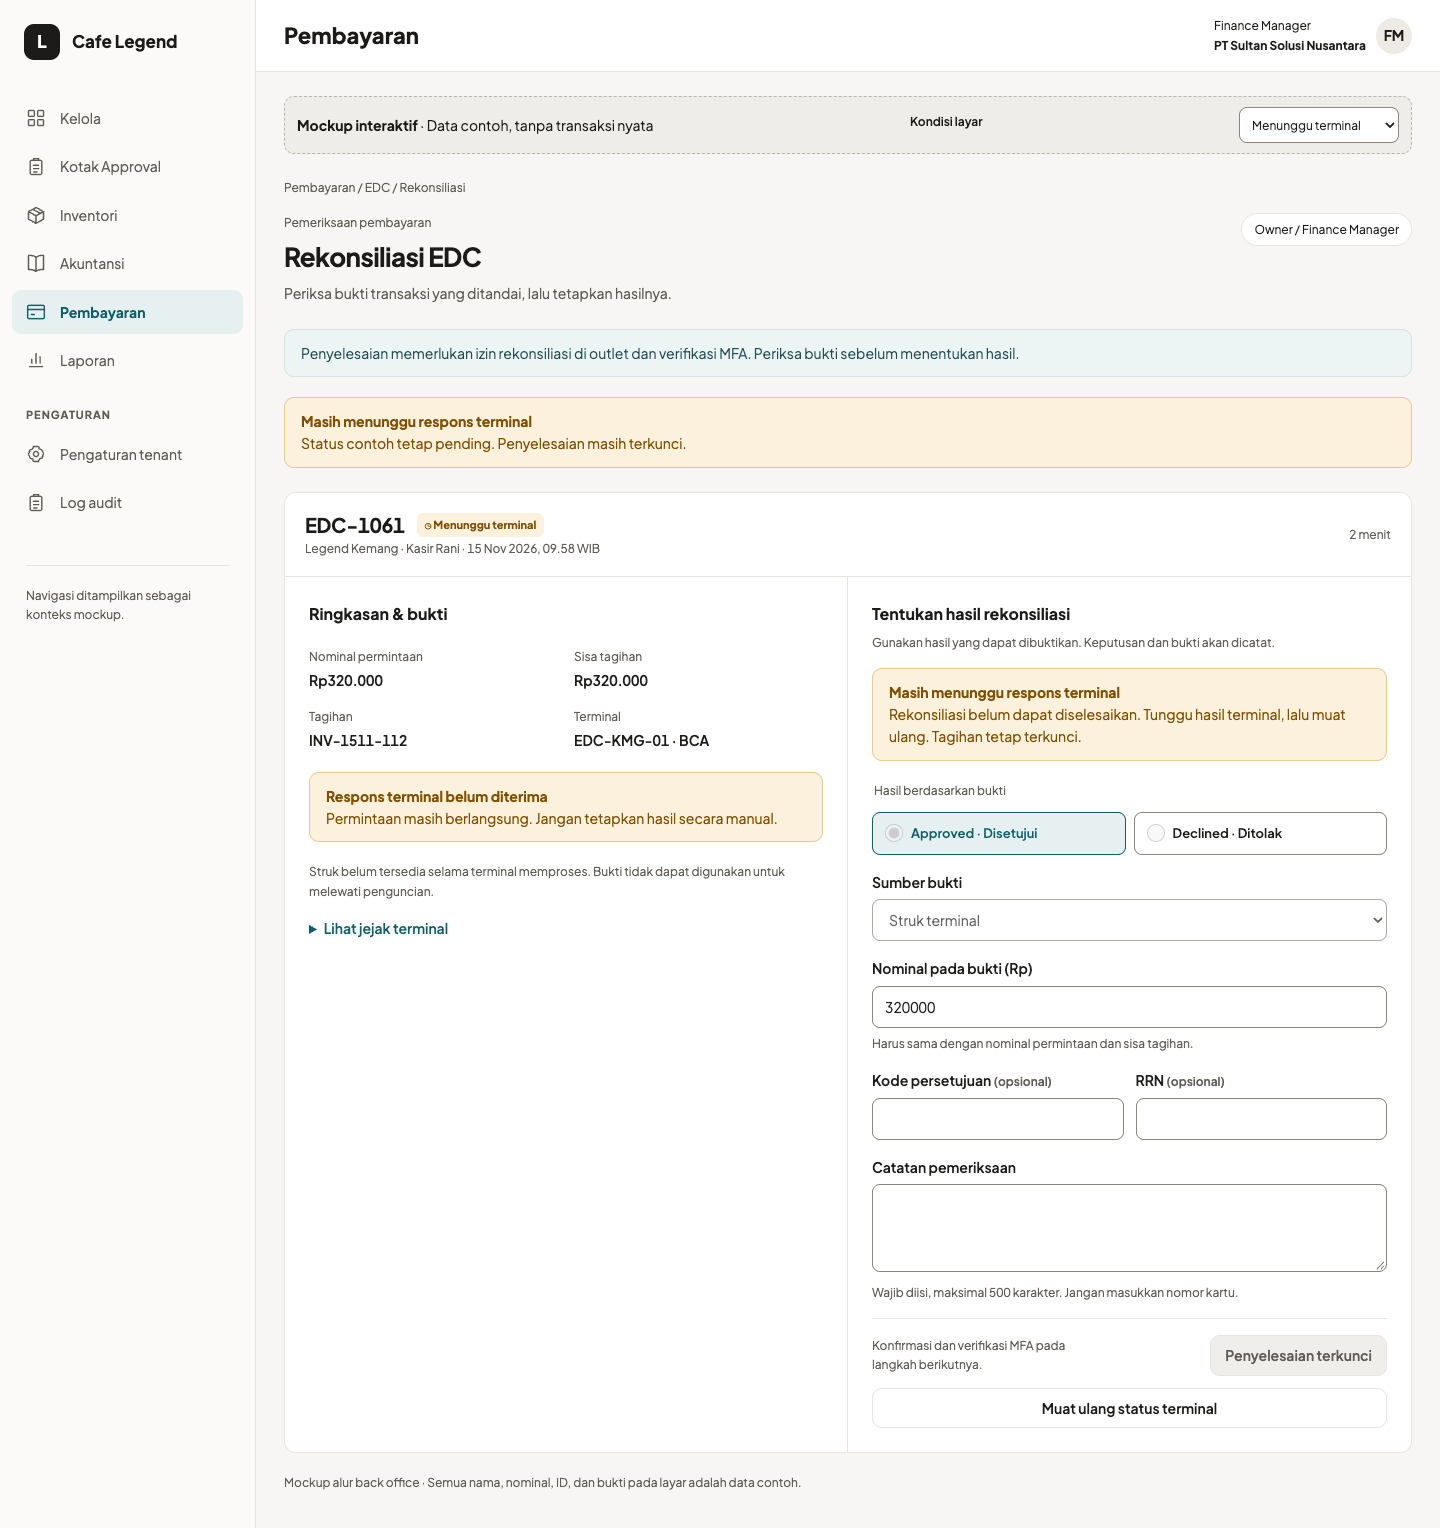 L Cafe Legend
Kelola
Kotak Approval
Inventori
Akuntansi
Pembayaran
Laporan
PENGATURAN
Pengaturan tenant
Log audit
Navigasi ditampilkan sebagai
konteks mockup.
Pembayaran
Finance Manager
PT Sultan Solusi Nusantara
FM
Mockup interaktif · Data contoh, tanpa transaksi nyata
Kondisi layar
Menunggu terminal
Pembayaran / EDC / Rekonsiliasi
Pemeriksaan pembayaran
Rekonsiliasi EDC
Periksa bukti transaksi yang ditandai, lalu tetapkan hasilnya.
Owner / Finance Manager
Penyelesaian memerlukan izin rekonsiliasi di outlet dan verifikasi MFA. Periksa bukti sebelum menentukan hasil.
Masih menunggu respons terminal
Status contoh tetap pending. Penyelesaian masih terkunci.
EDC-1061
Menunggu terminal
Legend Kemang · Kasir Rani · 15 Nov 2026, 09.58 WIB
2 menit
Ringkasan & bukti
Nominal permintaan
Rp320.000
Sisa tagihan
Rp320.000
Tagihan
INV-1511-112
Terminal
EDC-KMG-01 · BCA
Respons terminal belum diterima
Permintaan masih berlangsung. Jangan tetapkan hasil secara manual.
Struk belum tersedia selama terminal memproses. Bukti tidak dapat digunakan untuk
melewati penguncian.
Lihat jejak terminal
Tentukan hasil rekonsiliasi
Gunakan hasil yang dapat dibuktikan. Keputusan dan bukti akan dicatat.
Masih menunggu respons terminal
Rekonsiliasi belum dapat diselesaikan. Tunggu hasil terminal, lalu muat
ulang. Tagihan tetap terkunci.
Hasil berdasarkan bukti
Approved · Disetujui
Declined · Ditolak
Sumber bukti
Struk terminal
Nominal pada bukti (Rp)
320000
Harus sama dengan nominal permintaan dan sisa tagihan.
Kode persetujuan (opsional)
RRN (opsional)
Catatan pemeriksaan
Wajib diisi, maksimal 500 karakter. Jangan masukkan nomor kartu.
Konfirmasi dan verifikasi MFA pada
langkah berikutnya.
Penyelesaian terkunci
Muat ulang status terminal
Mockup alur back office · Semua nama, nominal, ID, dan bukti pada layar adalah data contoh.